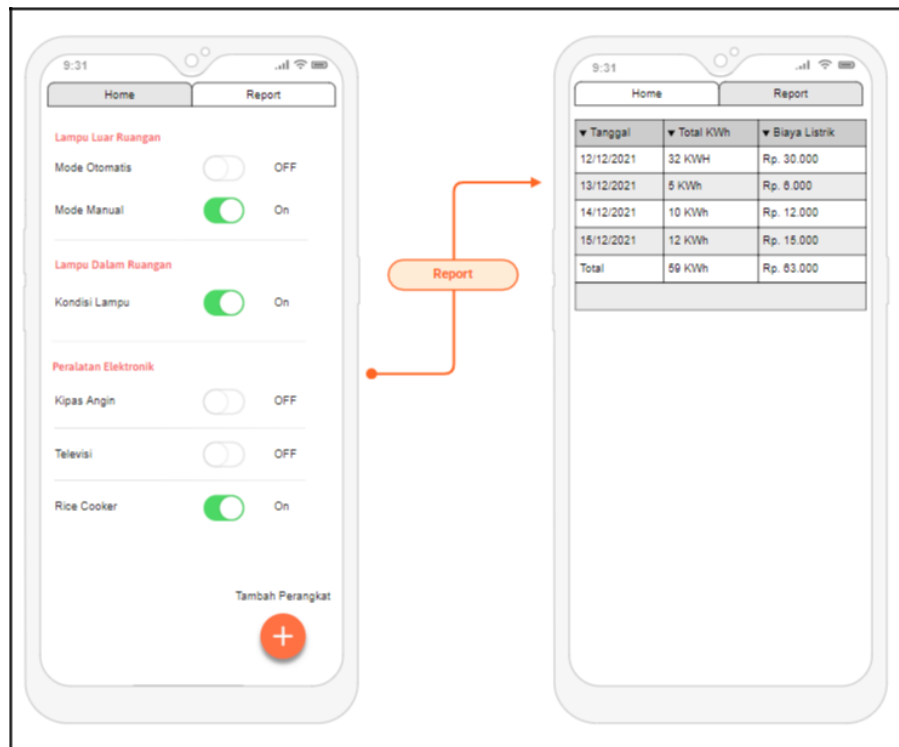 9:31
Home Report
Lampu Luar Ruangan
Mode Otomatis OFF
Mode Manual On
Lampu Dalam Ruangan
Kondisi Lampu On
Peralatan Elektronik
Kipas Angin OFF
Televisi OFF
Rice Cooker On
Tambah Perangkat
Report
9:31
Home Report
Tanggal Total KWh Biaya Listrik
12/12/2021 32 KWH Rp. 30.000
13/12/2021 5 KWh Rp. 6.000
14/12/2021 10 KWh Rp. 12.000
15/12/2021 12 KWh Rp. 15.000
Total 59 KWh Rp. 63.000